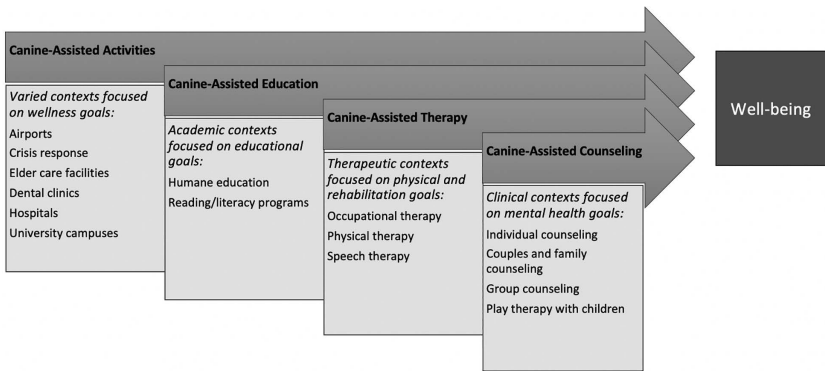 Canine-Assisted Activities
Varied contexts focused
on wellness goals:
Airports
Crisis response
Elder care facilities
Dental clinics
Hospitals
University campuses
Canine-Assisted Education
Academic contexts
focused on educational
goals:
Humane education
Reading/literacy programs
Canine-Assisted Therapy
Therapeutic contexts
focused on physical and
rehabilitation goals:
Occupational therapy
Physical therapy
Speech therapy
Canine-Assisted Counseling
Clinical contexts focused
on mental health goals:
Individual counseling
Couples and family
counseling
Group counseling
Play therapy with children
Well-being